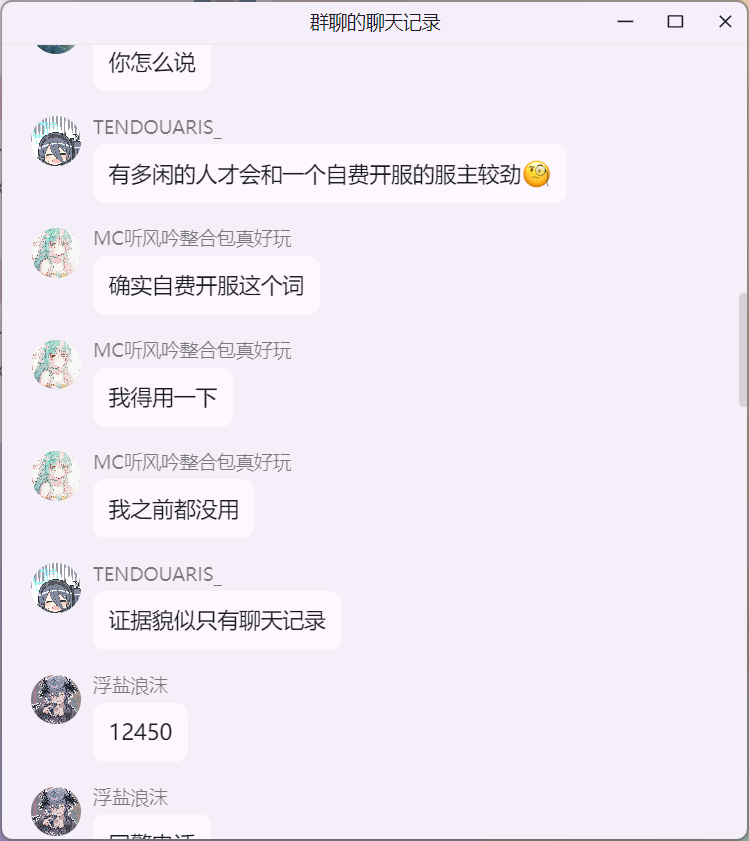 群聊的聊天记录
你怎么说
TENDOUARIS_
有多闲的人才会和一个自费开服的服主较劲🧐
MC听风吟整合包真好玩
确实自费开服这个词
MC听风吟整合包真好玩
我得用一下
MC听风吟整合包真好玩
我之前都没用
TENDOUARIS_
证据貌似只有聊天记录
浮盐浪沫
12450
浮盐浪沫